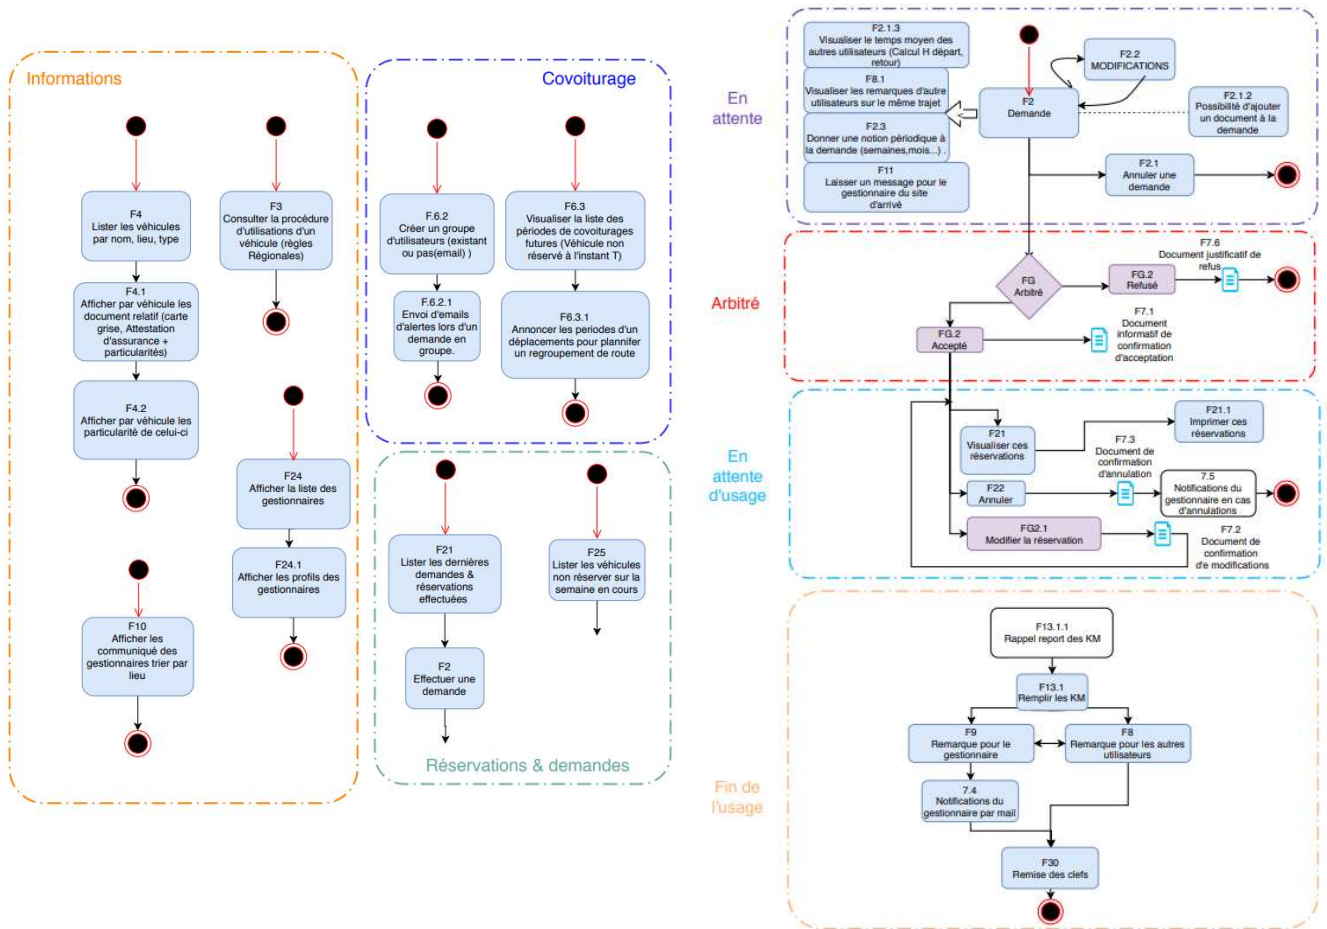 Informations
F4
Lister les véhicules
par nom, lieu, type
F4.1
Afficher par véhicule les
document relatif (carte
grise, Attestation
d'assurance +
particularités)
F4.2
Afficher par véhicule les
particularité de celui-ci
F3
Consulter la procédure
d'utilisations d'un
véhicule (règles
Régionales)
F24
Afficher la liste des
gestionnaires
F24.1
Afficher les profils des
gestionnaires
F10
Afficher les
communiqué des
gestionnaires trier par
lieu
Covoiturage
F.6.2
Créer un groupe
d'utilisateurs (existant
ou pas(email) )
F.6.2.1
Envoi d'emails
d'alertes lors d'un
demande en
groupe.
F6.3
Visualiser la liste des
périodes de covoiturages
futures (Véhicule non
réservé à l'instant T)
F6.3.1
Annoncer les periodes d'un
déplacements pour plannifer
un regroupement de route
F21
Lister les dernières
demandes &
réservations
effectuées
F2
Effectuer une
demande
F25
Lister les véhicules
non réserver sur la
semaine en cours
Réservations & demandes
En
attente
F2.1.3
Visualiser le temps moyen des
autres utilisateurs (Calcul H départ,
retour)
F8.1
Visualiser les remarques d'autre
utilisateurs sur le même trajet
F2.3
Donner une notion périodique à
la demande (semaines,mois...) .
F11
Laisser un message pour le
gestionnaire du site
d'arrivé
F2
Demande
F2.2
MODIFICATIONS
F2.1.2
Possibilité d'ajouter
un document à la
demande
F2.1
Annuler une
demande
Arbitré
FG
Arbitré
FG.2
Refusé
F7.6
Document justificatif de
refus
FG.2
Accepté
F7.1
Document
informatif de
confirmation
d'acceptation
En
attente
d'usage
F21
Visualiser ces
réservations
F21.1
Imprimer ces
réservations
F22
Annuler
F7.3
Document de
confirmation
d'annulation
7.5
Notifications du
gestionnaire en cas
d'annulations
FG2.1
Modifier la réservation
F7.2
Document de
confirmation
d'e modifications
Fin de
l'usage
F13.1.1
Rappel report des KM
F13.1
Remplir les KM
F9
Remarque pour le
gestionnaire
F8
Remarque pour les autres
utilisateurs
7.4
Notifications du
gestionnaire par mail
F30
Remise des clefs